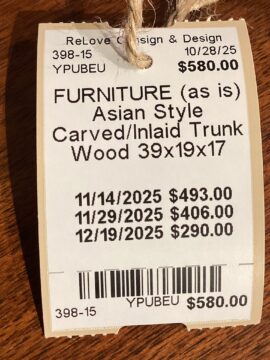 ReLove Consign & Design
398-15 10/28/25
YPUBEU $580.00
FURNITURE (as is)
Asian Style
Carved/Inlaid Trunk
Wood 39x19x17
11/14/2025 $493.00
11/29/2025 $406.00
12/19/2025 $290.00
398-15 YPUBEU $580.00